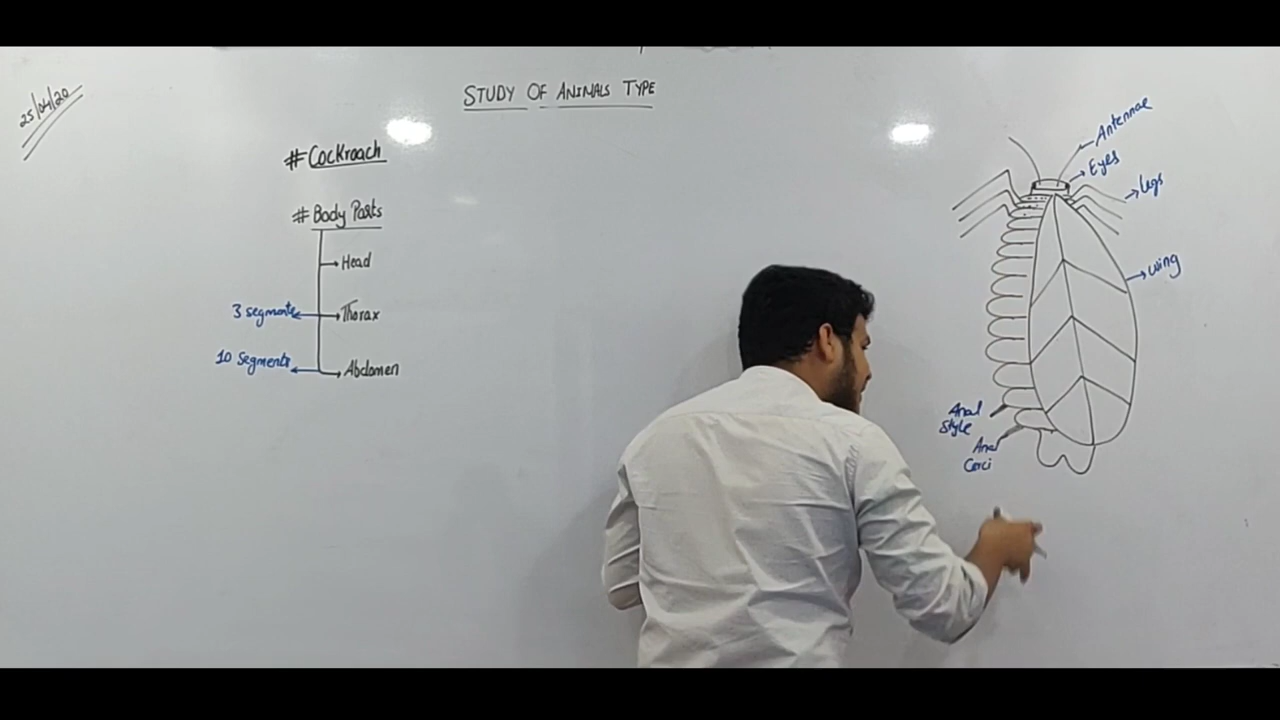 25/04/20
STUDY OF ANIMALS TYPE
# Cockroach
# Body Parts
Head
3 segments
Thorax
10 Segments
Abdomen
Antennae
Eyes
legs
wing
Anal
Style
Anal
Cerci